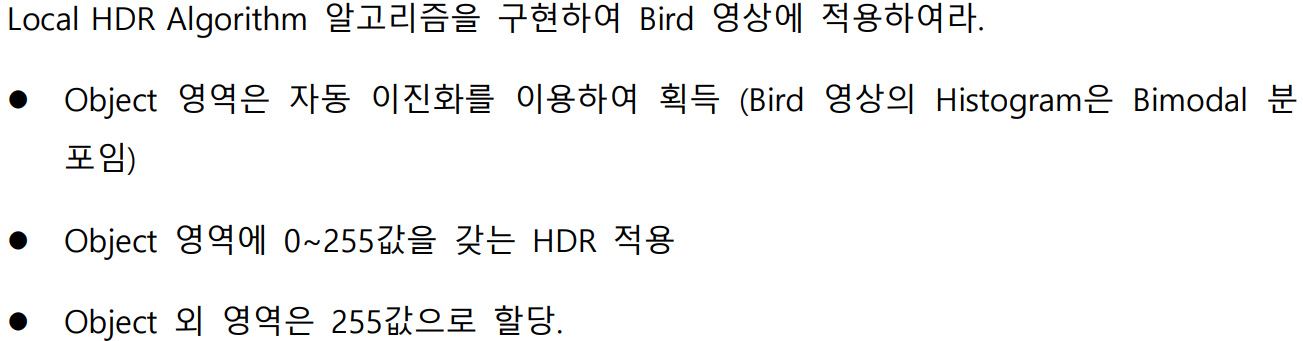 Local HDR Algorithm 알고리즘을 구현하여 Bird 영상에 적용하여라.
● Object 영역은 자동 이진화를 이용하여 획득 (Bird 영상의 Histogram은 Bimodal 분
포임)
● Object 영역에 0~255값을 갖는 HDR 적용
● Object 외 영역은 255값으로 할당.